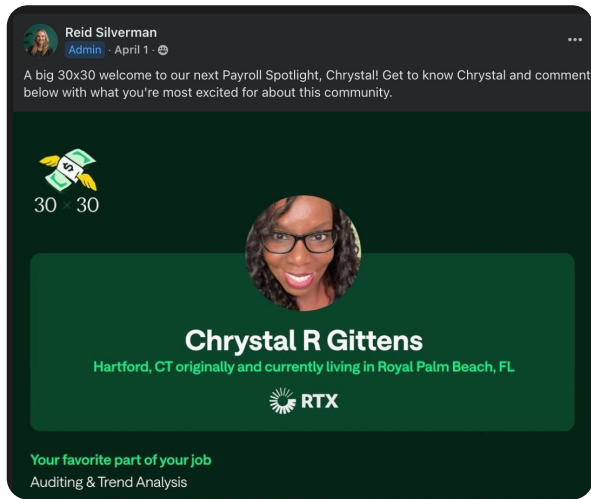 Reid Silverman
Admin · April 1 ·
A big 30x30 welcome to our next Payroll Spotlight, Chrystal! Get to know Chrystal and comment
below with what you're most excited for about this community.
$
30 × 30
Chrystal R Gittens
Hartford, CT originally and currently living in Royal Palm Beach, FL
RTX
Your favorite part of your job
Auditing & Trend Analysis